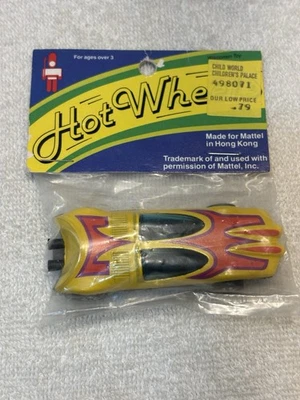 For ages over 3
CHILD WORLD
CHILDREN'S PALACE
498071
OUR LOW PRICE
.79
Hot Whe
Made for Mattel
in Hong Kong
Trademark of and used with
permission of Mattel, Inc.